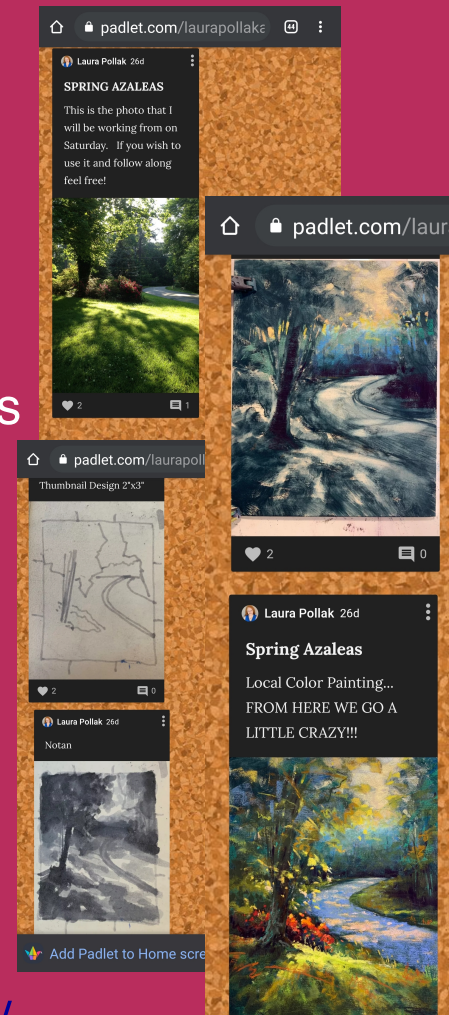 padlet.com/laurapollaka
44
Laura Pollak 26d
SPRING AZALEAS
This is the photo that I
will be working from on
Saturday. If you wish to
use it and follow along
feel free!
2
1
s
padlet.com/laurapoll
Thumbnail Design 2"x3"
2
0
Laura Pollak 26d
Notan
Add Padlet to Home scre
padlet.com/laur
2
0
Laura Pollak 26d
Spring Azaleas
Local Color Painting...
FROM HERE WE GO A
LITTLE CRAZY!!!
/